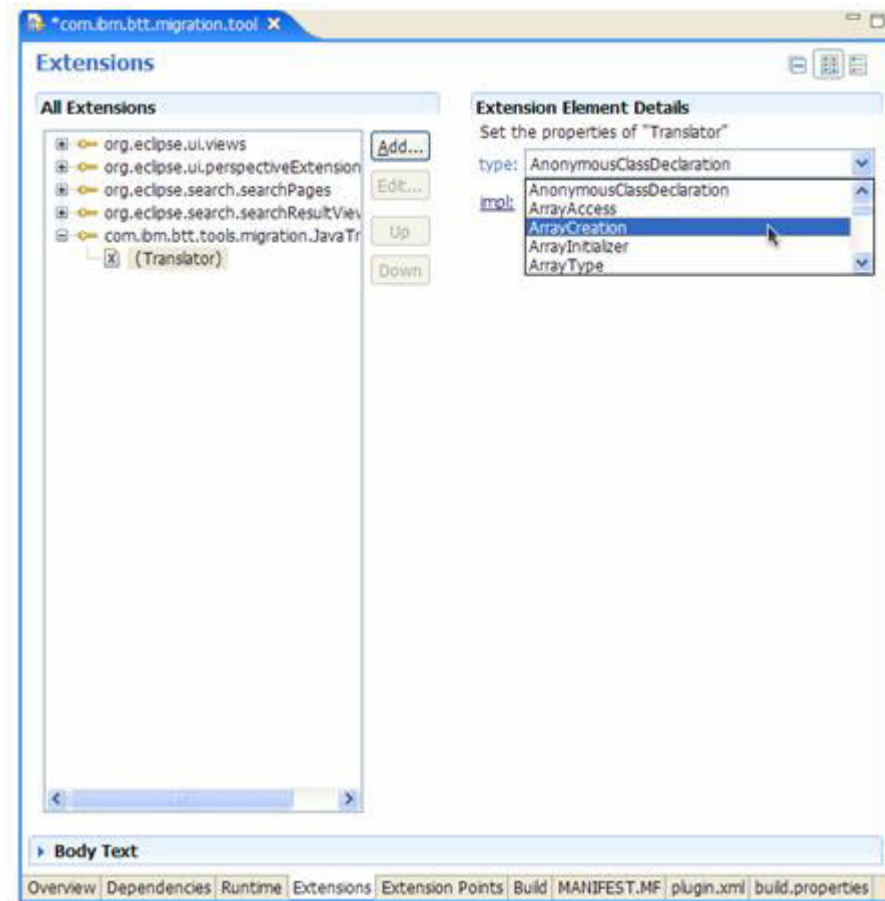 *com.ibm.btt.migration.tool
Extensions
All Extensions
org.eclipse.ui.views
org.eclipse.ui.perspectiveExtension
org.eclipse.search.searchPages
org.eclipse.search.searchResultView
com.ibm.btt.tools.migration.JavaTr
(Translator)
Add...
Edit...
Up
Down
Extension Element Details
Set the properties of "Translator"
type: AnonymousClassDeclaration
impl:
AnonymousClassDeclaration
ArrayAccess
ArrayCreation
ArrayInitializer
ArrayType
Body Text
Overview Dependencies Runtime Extensions Extension Points Build MANIFEST.MF plugin.xml build.properties